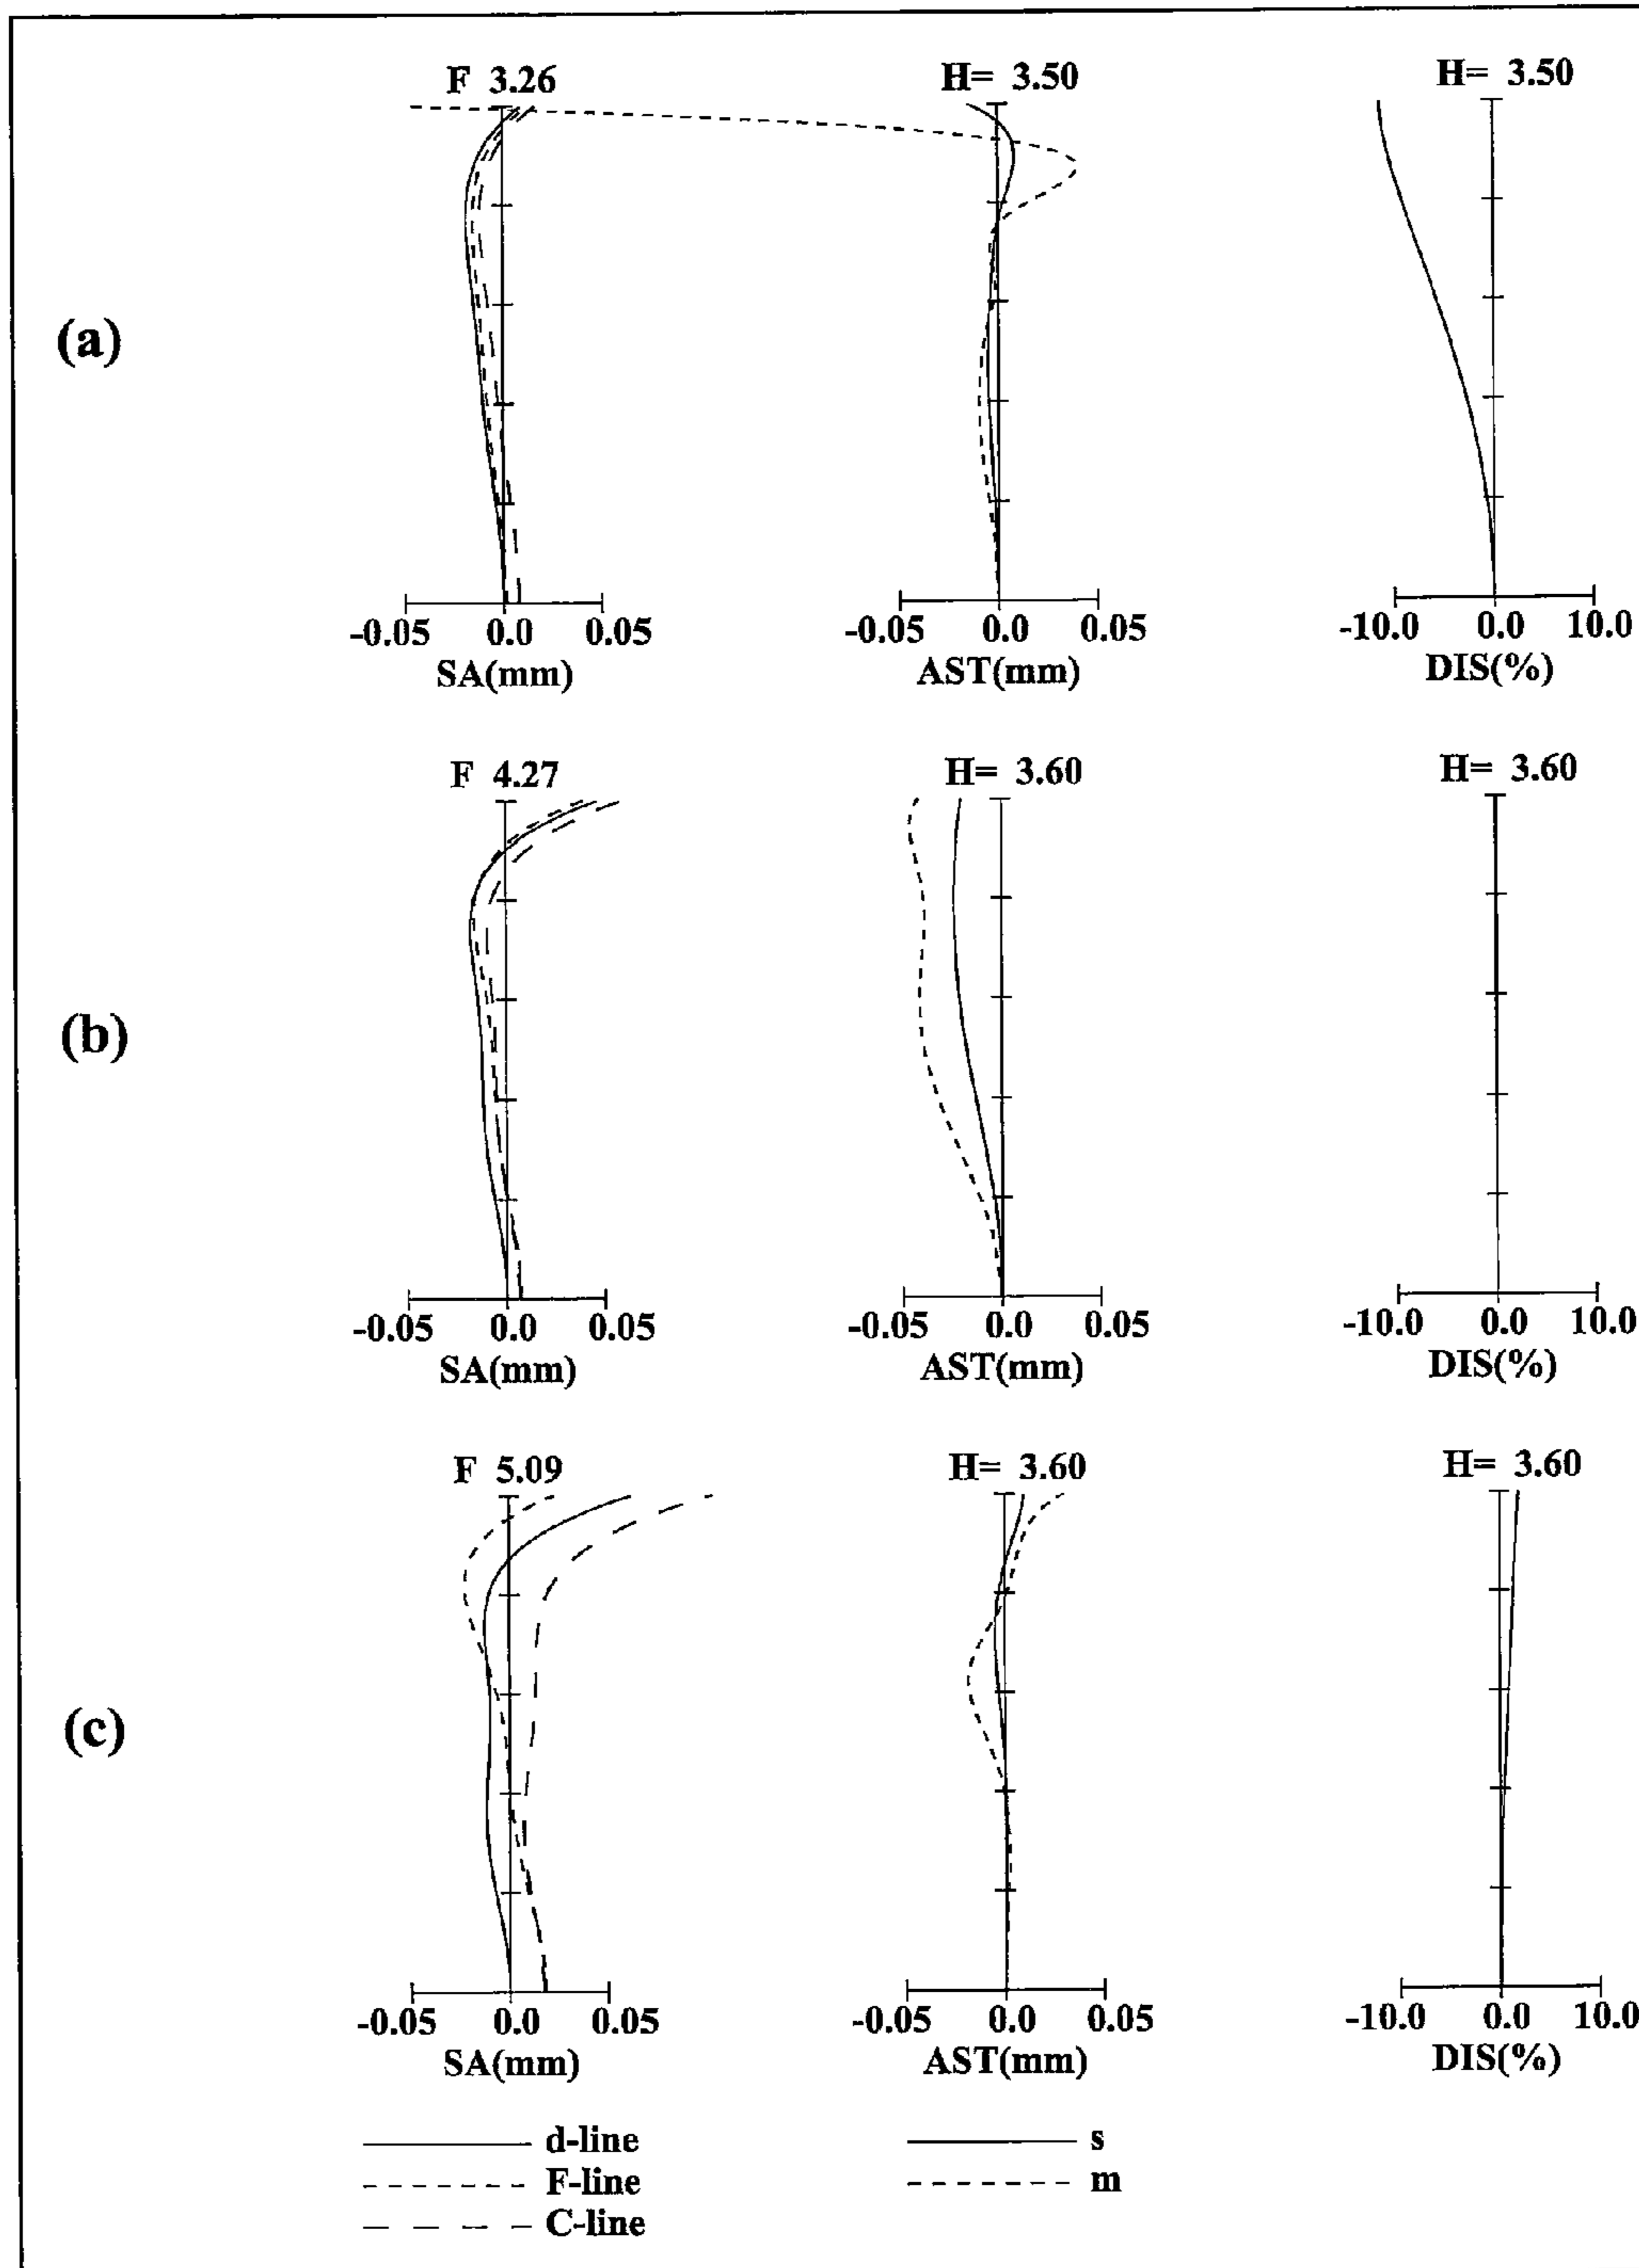 F 3.26
H= 3.50
H= 3.50
(a)
-0.05 0.0 0.05
SA(mm)
-0.05 0.0 0.05
AST(mm)
-10.0 0.0 10.0
DIS(%)
F 4.27
H= 3.60
H= 3.60
(b)
-0.05 0.0 0.05
SA(mm)
-0.05 0.0 0.05
AST(mm)
-10.0 0.0 10.0
DIS(%)
F 5.09
H= 3.60
H= 3.60
(c)
-0.05 0.0 0.05
SA(mm)
-0.05 0.0 0.05
AST(mm)
-10.0 0.0 10.0
DIS(%)
d-line
F-line
C-line
s
m